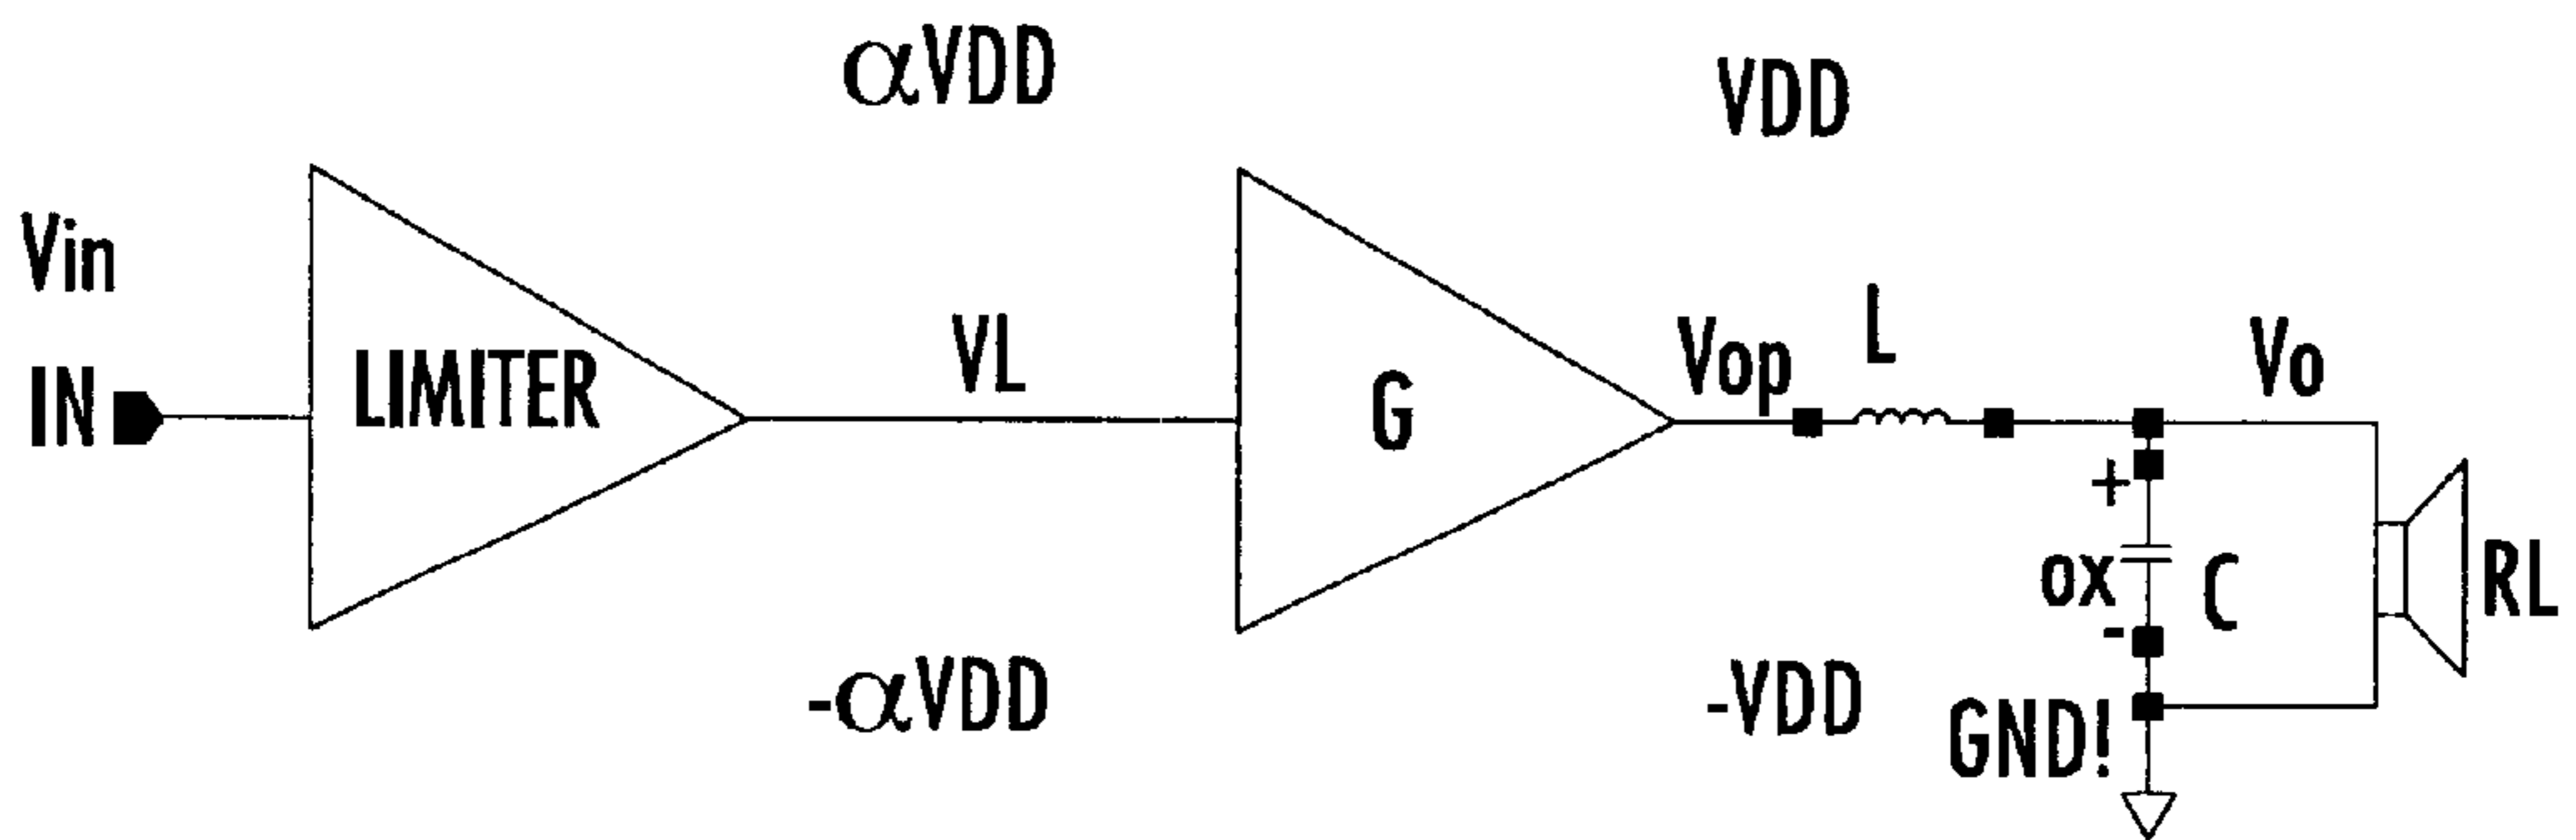 αVDD
VDD
Vin
IN
LIMITER
VL
G
Vop
L
Vo
+
ox
C
-
RL
-αVDD
-VDD
GND!